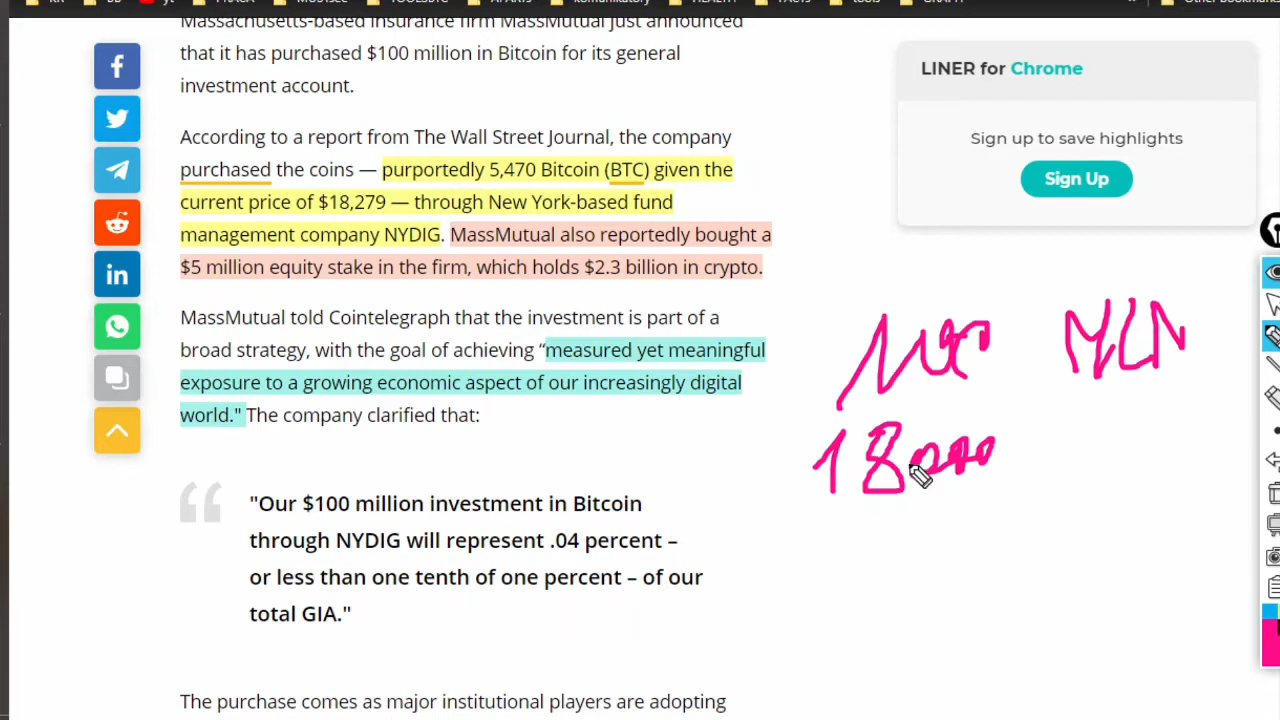 Massachusetts-based insurance firm MassMutual just announced
that it has purchased $100 million in Bitcoin for its general
investment account.
According to a report from The Wall Street Journal, the company
purchased the coins — purportedly 5,470 Bitcoin (BTC) given the
current price of $18,279 — through New York-based fund
management company NYDIG. MassMutual also reportedly bought a
$5 million equity stake in the firm, which holds $2.3 billion in crypto.
MassMutual told Cointelegraph that the investment is part of a
broad strategy, with the goal of achieving “measured yet meaningful
exposure to a growing economic aspect of our increasingly digital
world." The company clarified that:
"Our $100 million investment in Bitcoin
through NYDIG will represent .04 percent –
or less than one tenth of one percent – of our
total GIA."
The purchase comes as major institutional players are adopting
LINER for Chrome
Sign up to save highlights
Sign Up
MLN
18000